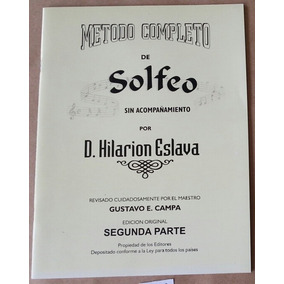 METODO COMPLETO
DE
Solfeo
SIN ACOMPAÑAMIENTO
POR
D. Hilarion Eslava
REVISADO CUIDADOSAMENTE POR EL MAESTRO
GUSTAVO E. CAMPA
EDICION ORIGINAL
SEGUNDA PARTE
Propiedad de los Editores
Depositado conforme a la Ley para todos los paises